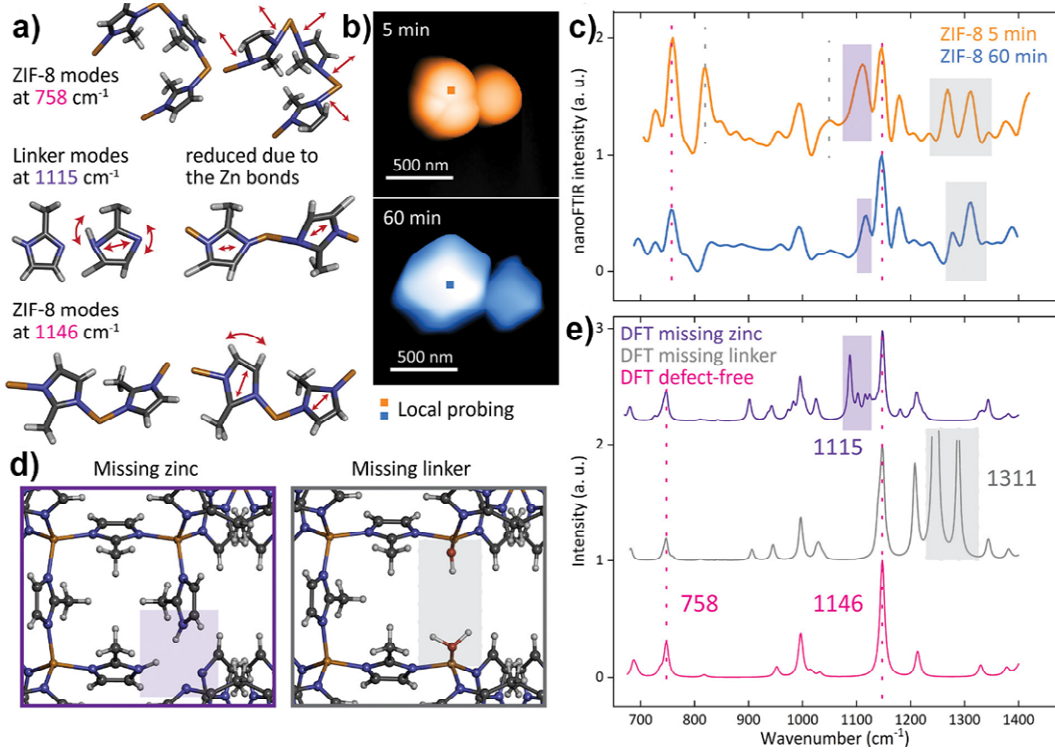 a)
ZIF-8 modes
at 758 cm⁻¹
Linker modes
at 1115 cm⁻¹
reduced due to
the Zn bonds
ZIF-8 modes
at 1146 cm⁻¹
b)
5 min
500 nm
60 min
500 nm
Local probing
c)
ZIF-8 5 min
ZIF-8 60 min
nanoFTIR intensity (a. u.)
2
1
0
d)
Missing zinc
Missing linker
e)
DFT missing zinc
DFT missing linker
DFT defect-free
1115
1311
758
1146
Intensity (a. u.)
3
2
1
0
700 800 900 1000 1100 1200 1300 1400
Wavenumber (cm⁻¹)